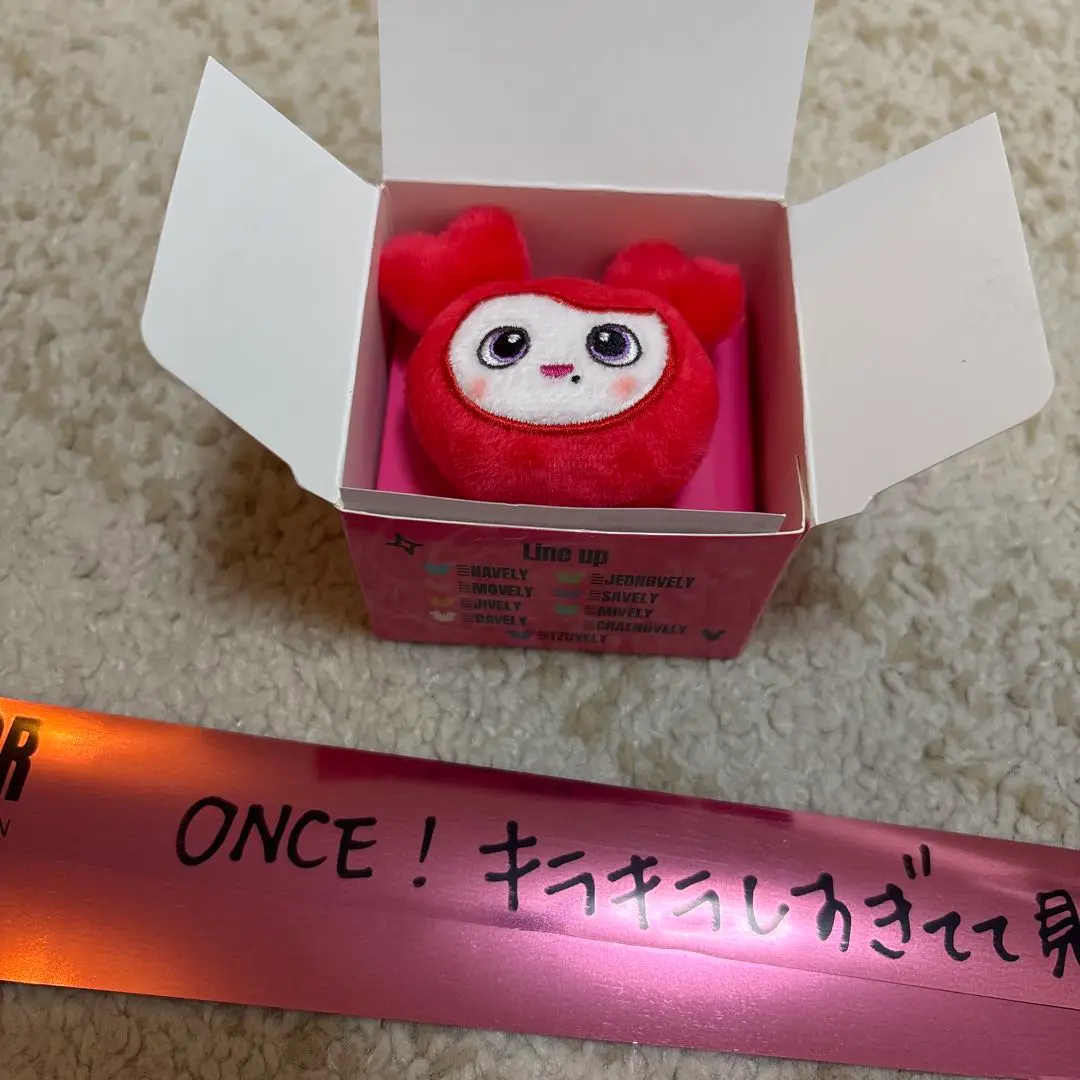 Line up
NAVELY JEONGVELY
MOVELY SAVELY
JIVELY MIVELY
DAVELY CHAENGVELY
TZUVELY
ONCE！キラキラしすぎてて見